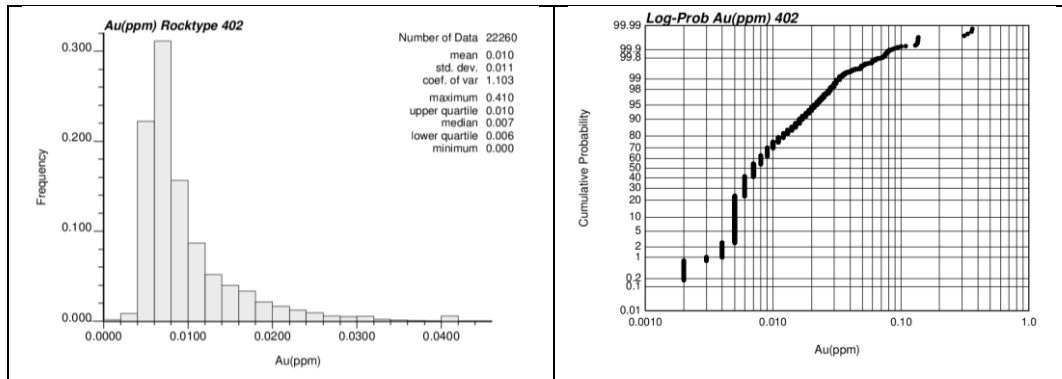 Au(ppm) Rocktype 402
Number of Data 22260
mean 0.010
std. dev. 0.011
coef. of var 1.103
maximum 0.410
upper quartile 0.010
median 0.007
lower quartile 0.006
minimum 0.000
Frequency
0.300
0.200
0.100
0.000
0.0000 0.0100 0.0200 0.0300 0.0400
Au(ppm)
Log-Prob Au(ppm) 402
Cumulative Probability
99.99
99.9
99.8
99
98
95
90
80
70
60
50
40
30
20
10
5
2
1
0.2
0.1
0.01
0.0010 0.010 0.10 1.0
Au(ppm)